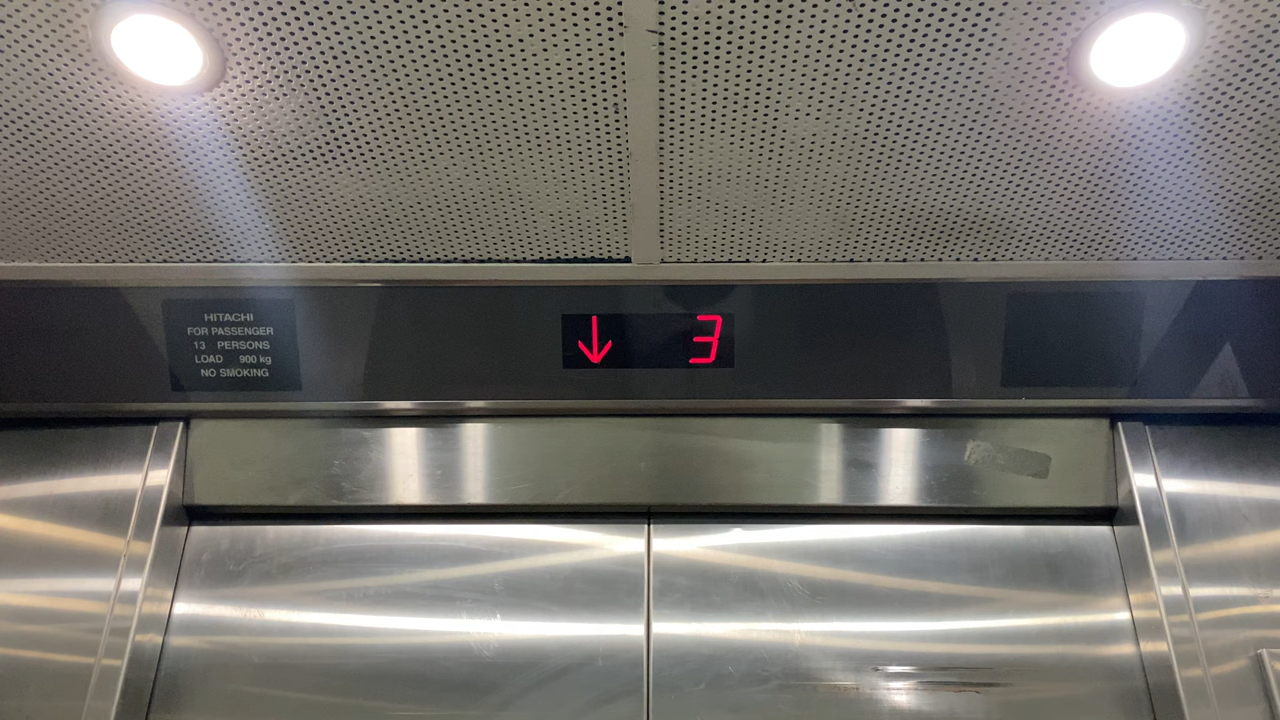 HITACHI
FOR PASSENGER
13 PERSONS
LOAD 900 kg
NO SMOKING
↓ 3